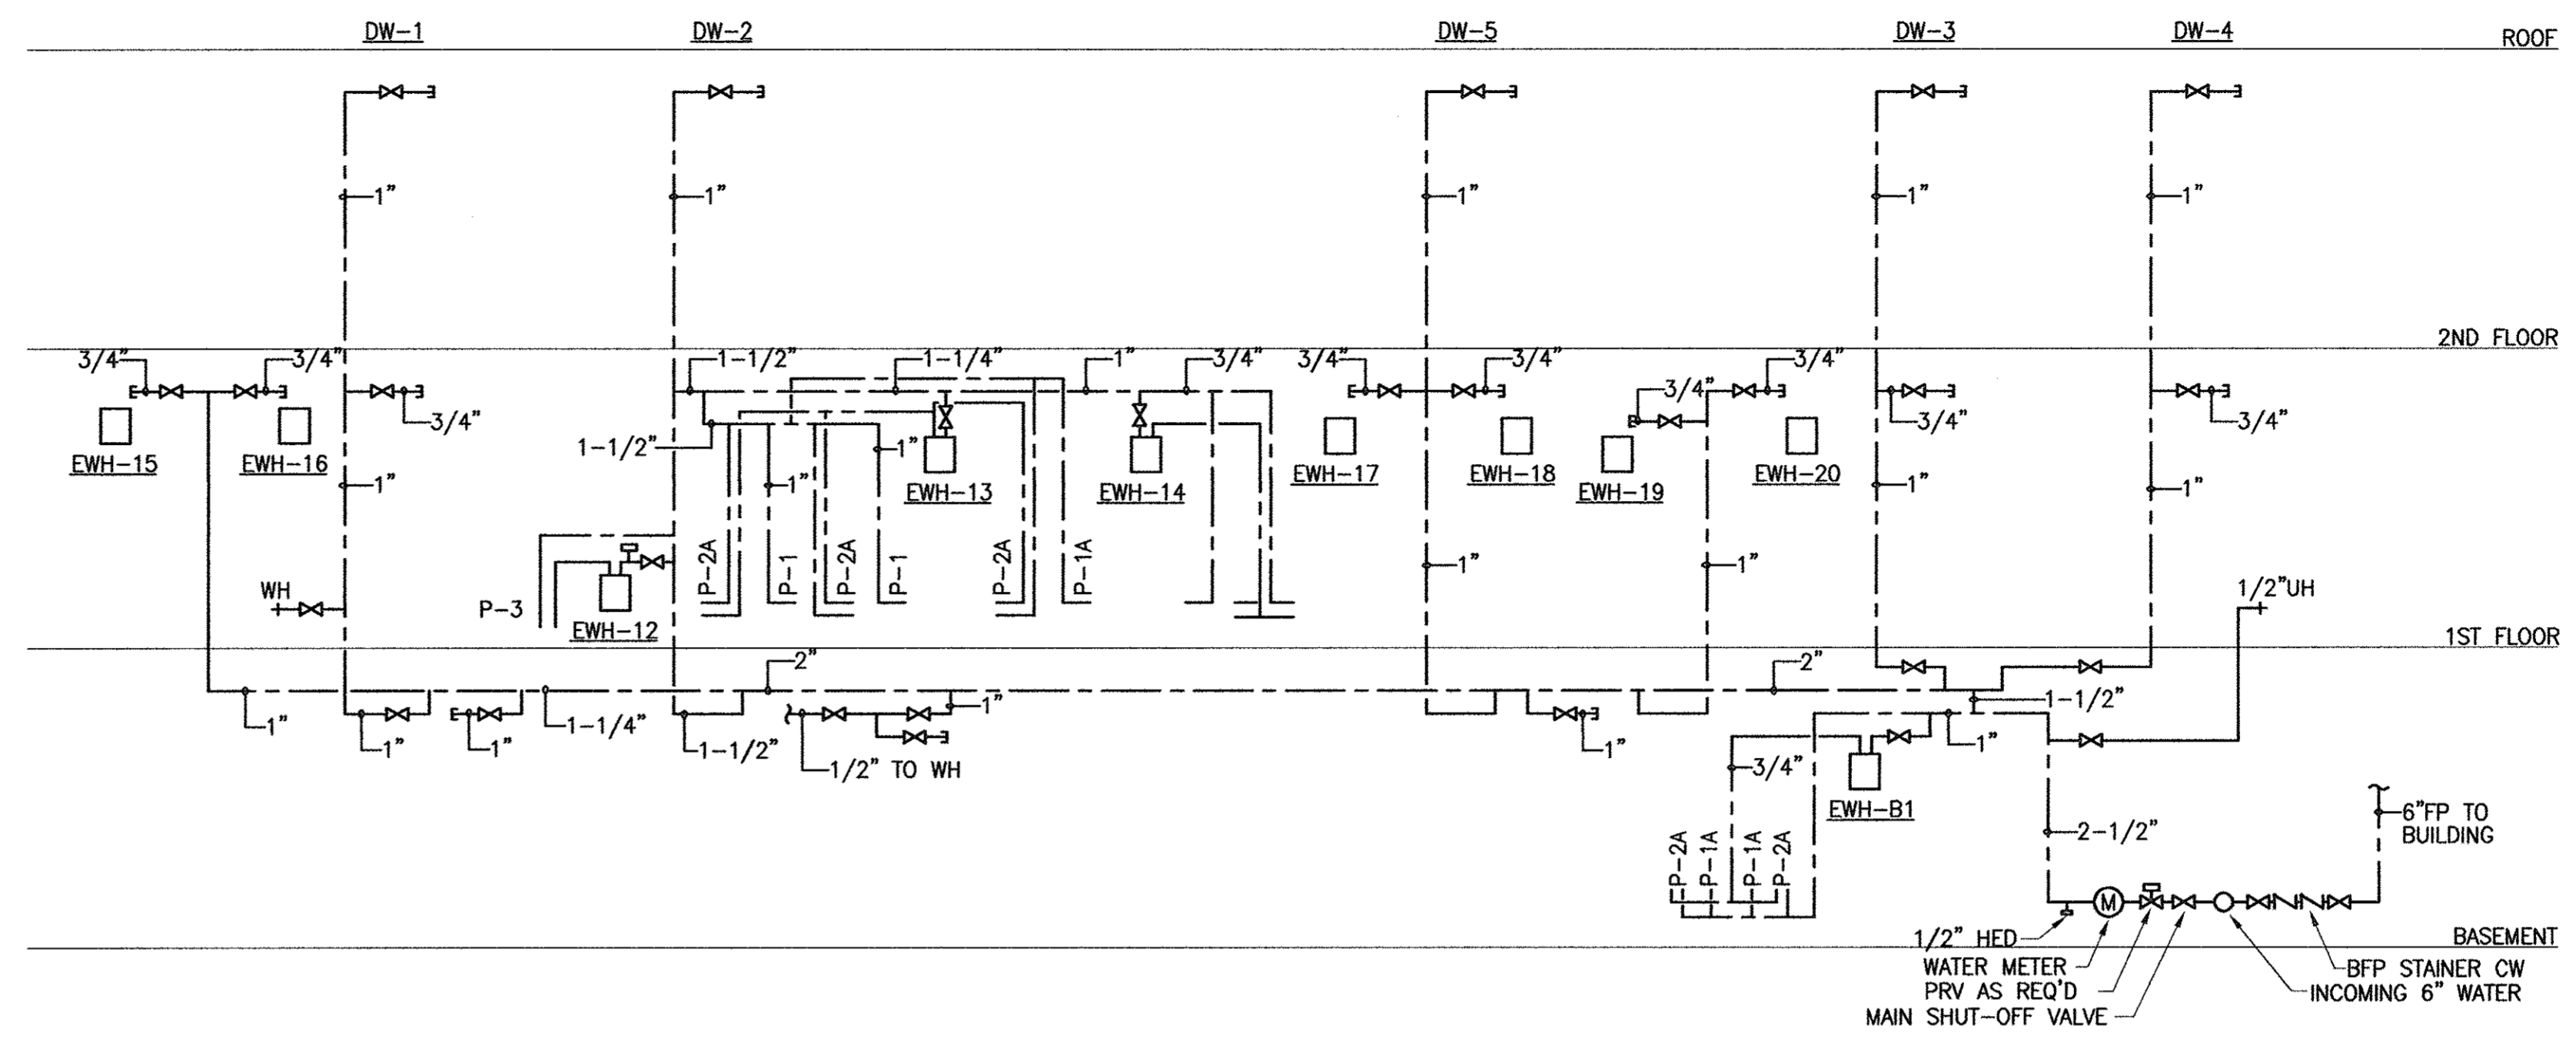 DW-1
DW-2
DW-5
DW-3
DW-4
ROOF
1"
1"
1"
1"
1"
2ND FLOOR
3/4"
3/4"
1-1/2"
1-1/4"
1"
3/4"
3/4"
3/4"
3/4"
3/4"
3/4"
3/4"
3/4"
1-1/2"
1"
EWH-15
EWH-16
1"
1"
EWH-13
EWH-14
EWH-17
EWH-18
EWH-19
EWH-20
1"
1"
P-2A
P-1
P-2A
P-1
P-2A
P-1A
1"
1"
WH
P-3
EWH-12
1/2"UH
1ST FLOOR
2"
2"
1"
1"
1"
1-1/4"
1-1/2"
1"
1/2" TO WH
1"
1-1/2"
1"
3/4"
EWH-B1
2-1/2"
6"FP TO
BUILDING
P-2A
P-1A
P-1A
P-2A
M
1/2" HED
BASEMENT
WATER METER
BFP STAINER CW
PRV AS REQ'D
INCOMING 6" WATER
MAIN SHUT-OFF VALVE